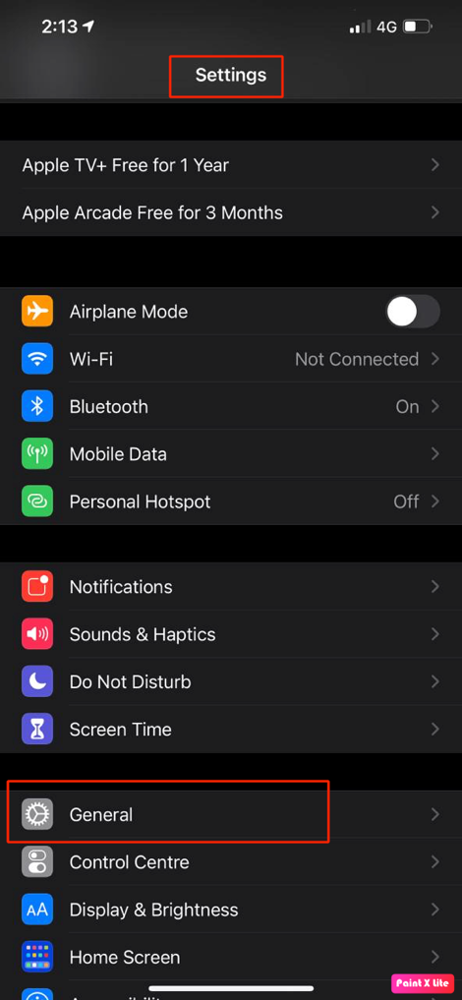 2:13
4G
Settings
Apple TV+ Free for 1 Year
Apple Arcade Free for 3 Months
Airplane Mode
Wi-Fi Not Connected
Bluetooth On
Mobile Data
Personal Hotspot Off
Notifications
Sounds & Haptics
Do Not Disturb
Screen Time
General
Control Centre
AA Display & Brightness
Home Screen
Paint X Lite